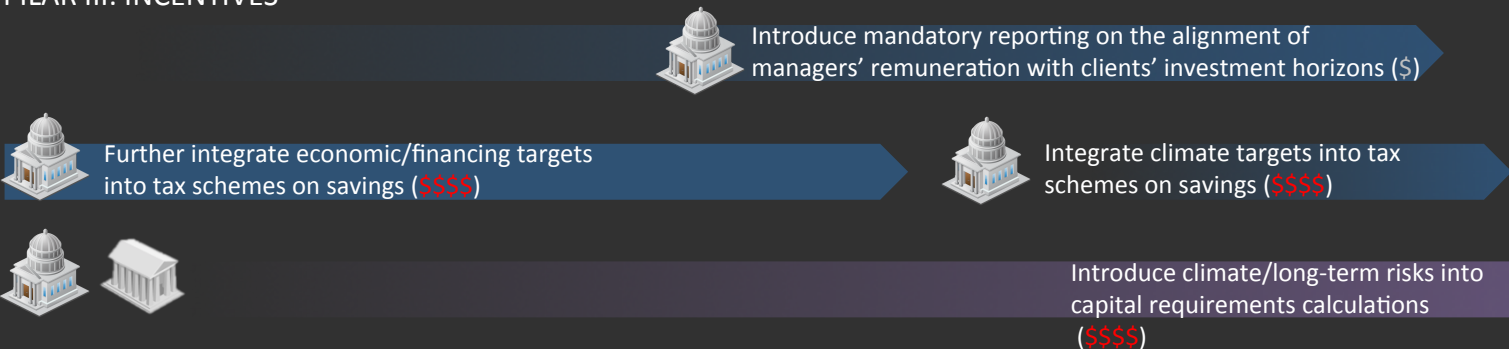 PILAR III: INCENTIVES
Introduce mandatory reporting on the alignment of
managers’ remuneration with clients’ investment horizons ($)
Further integrate economic/financing targets
into tax schemes on savings ($$$$)
Integrate climate targets into tax
schemes on savings ($$$$)
Introduce climate/long-term risks into
capital requirements calculations
($$$$)